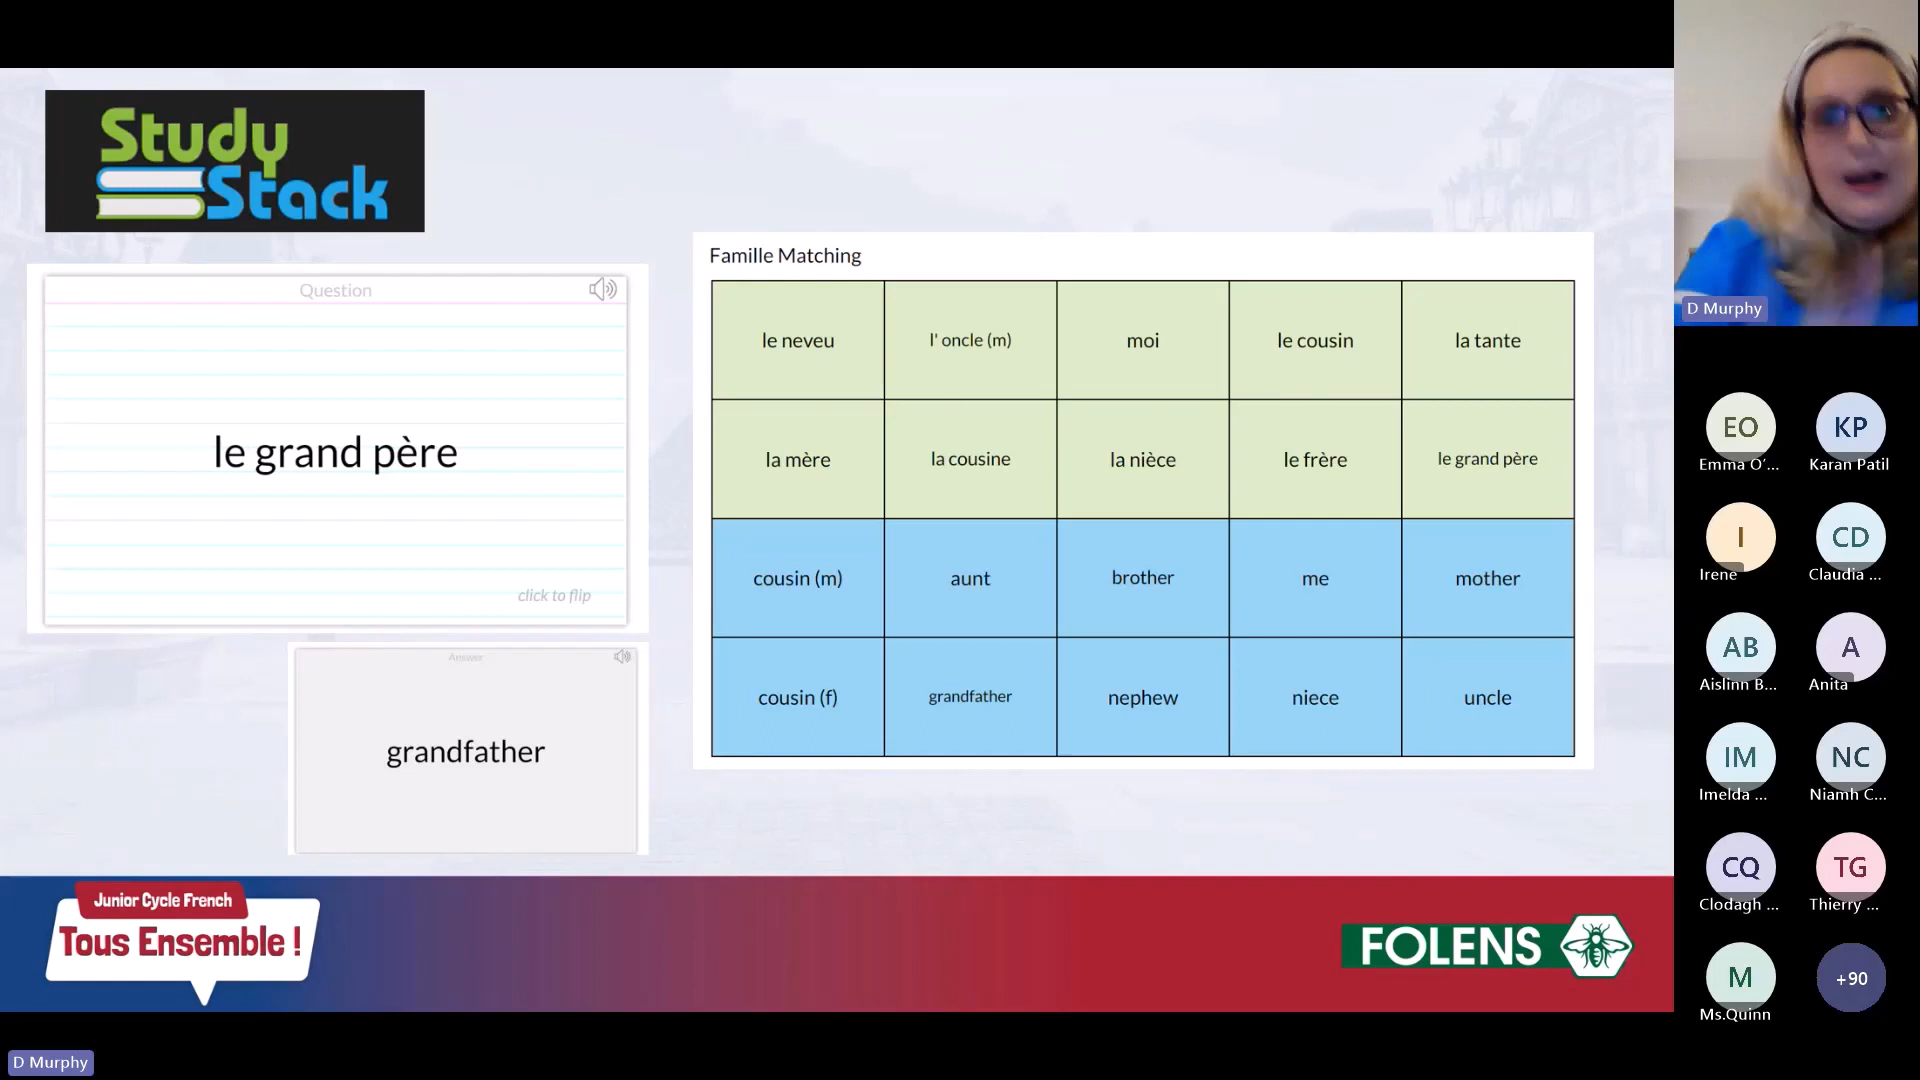 Study
Stack
Question
le grand père
click to flip
Answer
grandfather
Famille Matching
le neveu
l' oncle (m)
moi
le cousin
la tante
la mère
la cousine
la nièce
le frère
le grand père
cousin (m)
aunt
brother
me
mother
cousin (f)
grandfather
nephew
niece
uncle
Junior Cycle French
Tous Ensemble !
FOLENS
D Murphy
EO
Emma O'...
KP
Karan Patil
I
Irene
CD
Claudia ...
AB
Aislinn B...
A
Anita
IM
Imelda ...
NC
Niamh C...
CQ
Clodagh ...
TG
Thierry ...
M
Ms.Quinn
+90
D Murphy